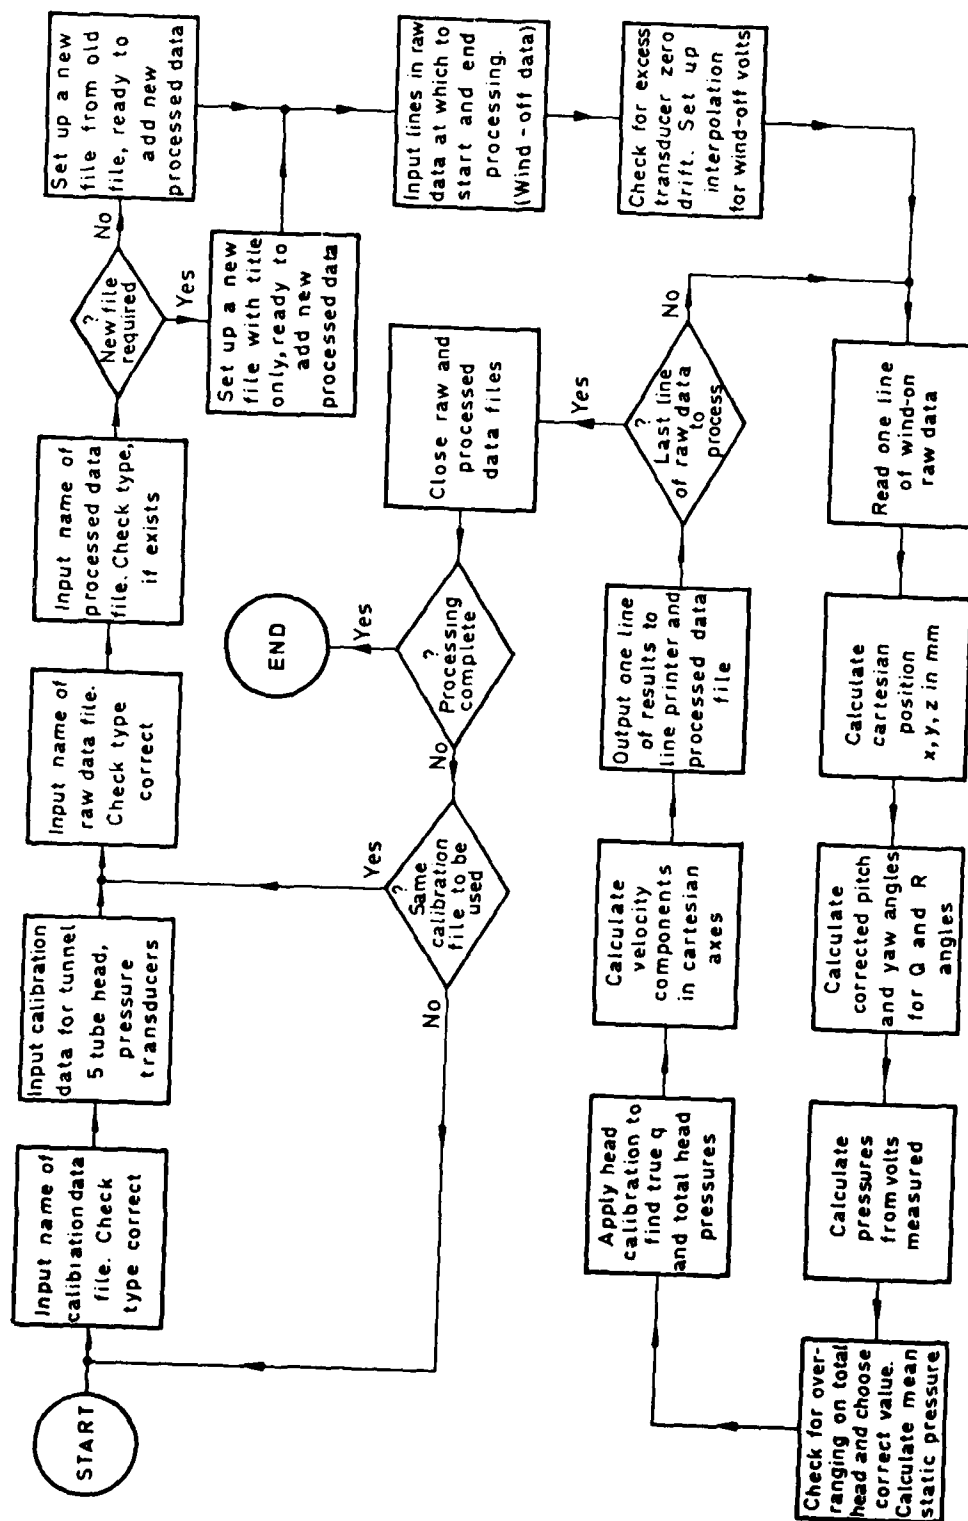 START
Input name of
calibration data
file. Check
type correct
Input calibration
data for tunnel
5 tube head,
pressure
transducers
Input name of
raw data file.
Check type
correct
Input name of
processed data
file. Check type,
if exists
?
New file
required
No
Yes
Set up a new
file from old
file, ready to
add new
processed data
Set up a new
file with title
only, ready to
add new
processed data
Input lines in raw
data at which to
start and end
processing.
(Wind-off data)
Check for excess
transducer zero
drift. Set up
interpolation
for wind-off volts
Read one line
of wind-on
raw data
Calculate
cartesian
position
x, y, z in mm
Calculate
corrected pitch
and yaw angles
for Q and R
angles
Calculate
pressures
from volts
measured
Check for over-
ranging on total
head and choose
correct value.
Calculate mean
static pressure
Apply head
calibration to
find true q
and total head
pressures
Calculate
velocity
components
in cartesian
axes
Output one line
of results to
line printer and
processed data
file
?
Last line
of raw data
to
process
No
Yes
Close raw and
processed
data files
?
Processing
complete
Yes
END
No
?
Same
calibration
file to be
used
Yes
No